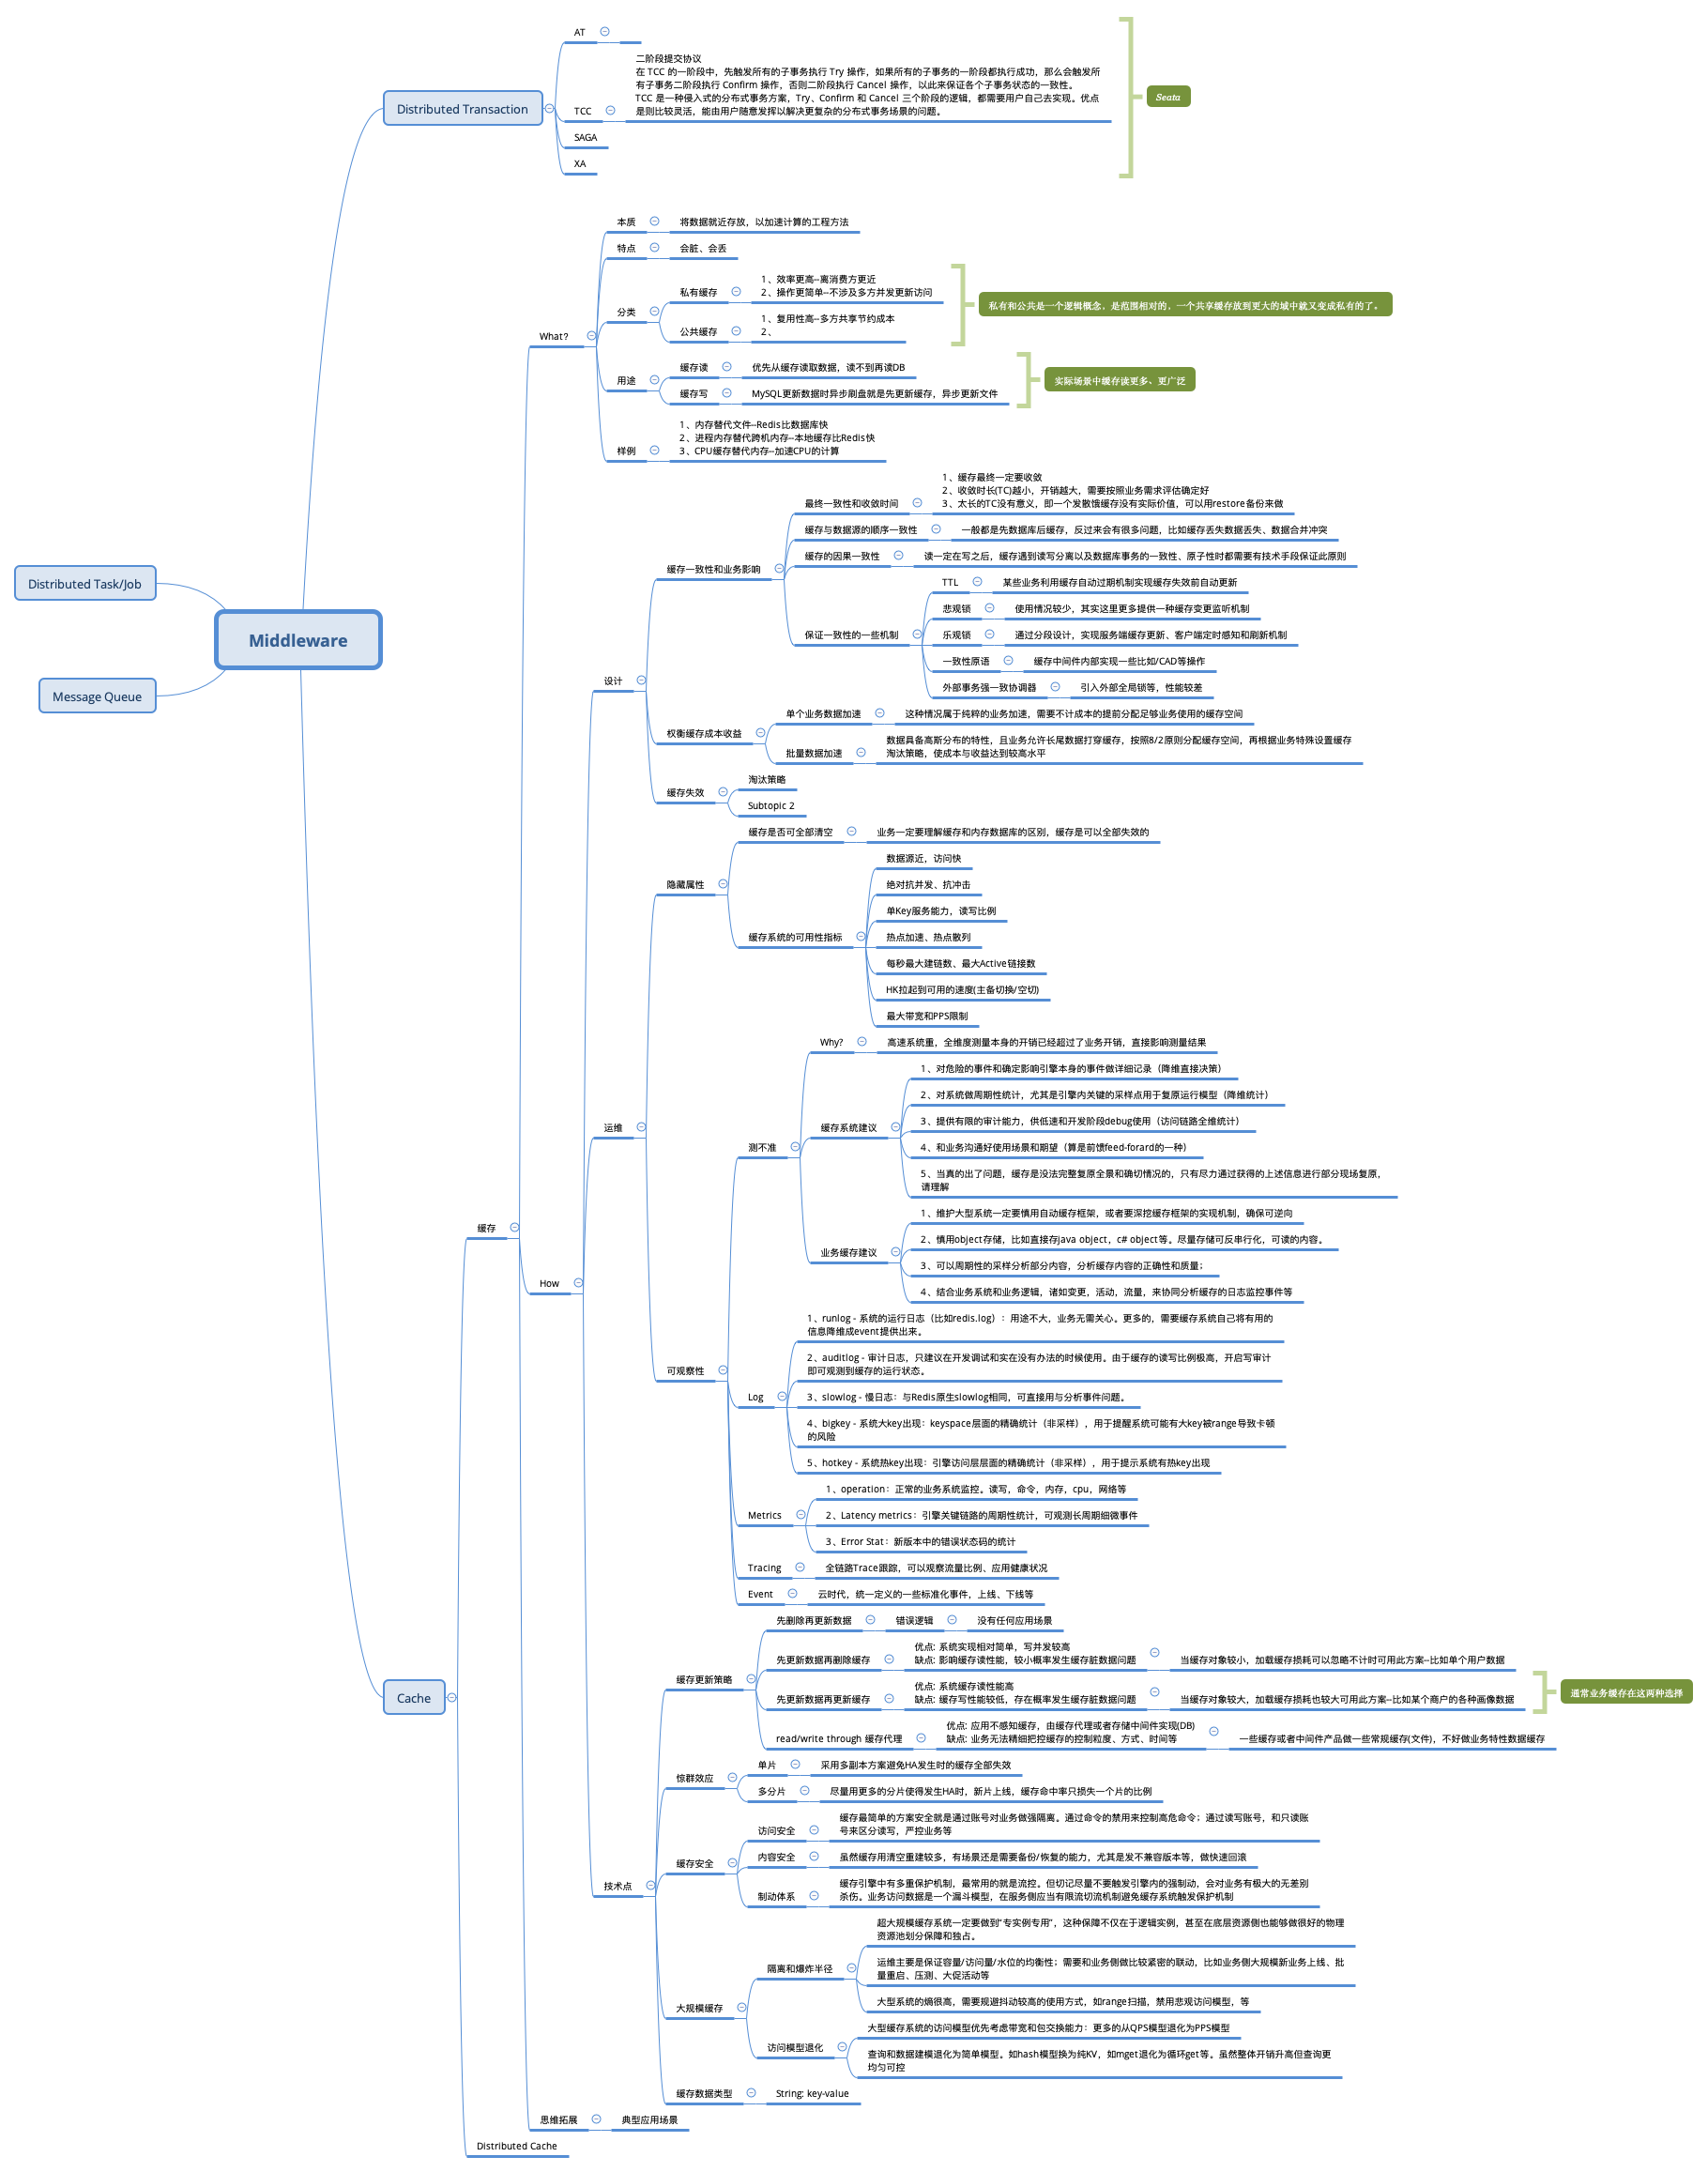 Middleware
Distributed Task/Job
Message Queue
Distributed Transaction
AT
TCC
二阶段提交协议
在 TCC 的一阶段中，先触发所有的子事务执行 Try 操作，如果所有的子事务的一阶段都执行成功，那么会触发所
有子事务二阶段执行 Confirm 操作，否则二阶段执行 Cancel 操作，以此来保证各个子事务状态的一致性。
TCC 是一种侵入式的分布式事务方案，Try、Confirm 和 Cancel 三个阶段的逻辑，都需要用户自己去实现。优点
是则比较灵活，能由用户随意发挥以解决更复杂的分布式事务场景的问题。
SAGA
XA
Seata
Cache
缓存
What?
本质
将数据就近存放，以加速计算的工程方法
特点
会脏、会丢
分类
私有缓存
1、效率更高--离消费方更近
2、操作更简单--不涉及多方并发更新访问
公共缓存
1、复用性高--多方共享节约成本
2、
私有和公共是一个逻辑概念，是范围相对的，一个共享缓存放到更大的域中就又变成私有的了。
用途
缓存读
优先从缓存读取数据，读不到再读DB
缓存写
MySQL更新数据时异步刷盘就是先更新缓存，异步更新文件
实际场景中缓存读更多、更广泛
样例
1、内存替代文件--Redis比数据库快
2、进程内存替代跨机内存--本地缓存比Redis快
3、CPU缓存替代内存--加速CPU的计算
How
设计
缓存一致性和业务影响
最终一致性和收敛时间
1、缓存最终一定要收敛
2、收敛时长(TC)越小，开销越大，需要按照业务需求评估确定好
3、太长的TC没有意义，即一个发散饿缓存没有实际价值，可以用restore备份来做
缓存与数据源的顺序一致性
一般都是先数据库后缓存，反过来会有很多问题，比如缓存丢失数据丢失、数据合并冲突
缓存的因果一致性
读一定在写之后，缓存遇到读写分离以及数据库事务的一致性、原子性时都需要有技术手段保证此原则
保证一致性的一些机制
TTL
某些业务利用缓存自动过期机制实现缓存失效前自动更新
悲观锁
使用情况较少，其实这里更多提供一种缓存变更监听机制
乐观锁
通过分段设计，实现服务端缓存更新、客户端定时感知和刷新机制
一致性原语
缓存中间件内部实现一些比如/CAD等操作
外部事务强一致协调器
引入外部全局锁等，性能较差
权衡缓存成本收益
单个业务数据加速
这种情况属于纯粹的业务加速，需要不计成本的提前分配足够业务使用的缓存空间
批量数据加速
数据具备高斯分布的特性，且业务允许长尾数据打穿缓存，按照8/2原则分配缓存空间，再根据业务特殊设置缓存
淘汰策略，使成本与收益达到较高水平
缓存失效
淘汰策略
Subtopic 2
运维
隐藏属性
缓存是否可全部清空
业务一定要理解缓存和内存数据库的区别，缓存是可以全部失效的
缓存系统的可用性指标
数据源近，访问快
绝对抗并发、抗冲击
单Key服务能力，读写比例
热点加速、热点散列
每秒最大建链数、最大Active链接数
HK拉起到可用的速度(主备切换/空切)
最大带宽和PPS限制
可观察性
测不准
Why?
高速系统重，全维度测量本身的开销已经超过了业务开销，直接影响测量结果
缓存系统建议
1、对危险的事件和确定影响引擎本身的事件做详细记录（降维直接决策）
2、对系统做周期性统计，尤其是引擎内关键的采样点用于复原运行模型（降维统计）
3、提供有限的审计能力，供低速和开发阶段debug使用（访问链路全维统计）
4、和业务沟通好使用场景和期望（算是前馈feed-forard的一种）
5、当真的出了问题，缓存是没法完整复原全景和确切情况的，只有尽力通过获得的上述信息进行部分现场复原，
请理解
业务缓存建议
1、维护大型系统一定要慎用自动缓存框架，或者要深挖缓存框架的实现机制，确保可逆向
2、慎用object存储，比如直接存java object，c# object等。尽量存储可反串行化，可读的内容。
3、可以周期性的采样分析部分内容，分析缓存内容的正确性和质量；
4、结合业务系统和业务逻辑，诸如变更，活动，流量，来协同分析缓存的日志监控事件等
Log
1、runlog - 系统的运行日志（比如redis.log）：用途不大，业务无需关心。更多的，需要缓存系统自己将有用的
信息降维成event提供出来。
2、auditlog - 审计日志，只建议在开发调试和实在没有办法的时候使用。由于缓存的读写比例极高，开启写审计
即可观测到缓存的运行状态。
3、slowlog - 慢日志：与Redis原生slowlog相同，可直接用与分析事件问题。
4、bigkey - 系统大key出现：keyspace层面的精确统计（非采样），用于提醒系统可能有大key被range导致卡顿
的风险
5、hotkey - 系统热key出现：引擎访问层层面的精确统计（非采样），用于提示系统有热key出现
Metrics
1、operation：正常的业务系统监控。读写，命令，内存，cpu，网络等
2、Latency metrics：引擎关键链路的周期性统计，可观测长周期细微事件
3、Error Stat：新版本中的错误状态码的统计
Tracing
全链路Trace跟踪，可以观察流量比例、应用健康状况
Event
云时代，统一定义的一些标准化事件，上线、下线等
技术点
缓存更新策略
先删除再更新数据
错误逻辑
没有任何应用场景
先更新数据再删除缓存
优点: 系统实现相对简单，写并发较高
缺点: 影响缓存读性能，较小概率发生缓存脏数据问题
当缓存对象较小，加载缓存损耗可以忽略不计时可用此方案--比如单个用户数据
先更新数据再更新缓存
优点: 系统缓存读性能高
缺点: 缓存写性能较低，存在概率发生缓存脏数据问题
当缓存对象较大，加载缓存损耗也较大可用此方案--比如某个商户的各种画像数据
通常业务缓存在这两种选择
read/write through 缓存代理
优点: 应用不感知缓存，由缓存代理或者存储中间件实现(DB)
缺点: 业务无法精细把控缓存的控制粒度、方式、时间等
一些缓存或者中间件产品做一些常规缓存(文件)，不好做业务特性数据缓存
惊群效应
单片
采用多副本方案避免HA发生时的缓存全部失效
多分片
尽量用更多的分片使得发生HA时，新片上线，缓存命中率只损失一个片的比例
缓存安全
访问安全
缓存最简单的方案安全就是通过账号对业务做强隔离。通过命令的禁用来控制高危命令；通过读写账号，和只读账
号来区分读写，严控业务等
内容安全
虽然缓存用清空重建较多，有场景还是需要备份/恢复的能力，尤其是发不兼容版本等，做快速回滚
制动体系
缓存引擎中有多重保护机制，最常用的就是流控。但切记尽量不要触发引擎内的强制动，会对业务有极大的无差别
杀伤。业务访问数据是一个漏斗模型，在服务侧应当有限流切流机制避免缓存系统触发保护机制
大规模缓存
隔离和爆炸半径
超大规模缓存系统一定要做到“专实例专用”，这种保障不仅在于逻辑实例，甚至在底层资源侧也能够做很好的物理
资源池划分保障和独占。
运维主要是保证容量/访问量/水位的均衡性；需要和业务侧做比较紧密的联动，比如业务侧大规模新业务上线、批
量重启、压测、大促活动等
大型系统的熵很高，需要规避抖动较高的使用方式，如range扫描，禁用悲观访问模型，等
访问模型退化
大型缓存系统的访问模型优先考虑带宽和包交换能力：更多的从QPS模型退化为PPS模型
查询和数据建模退化为简单模型。如hash模型换为纯KV，如mget退化为循环get等。虽然整体开销升高但查询更
均匀可控
缓存数据类型
String: key-value
思维拓展
典型应用场景
Distributed Cache